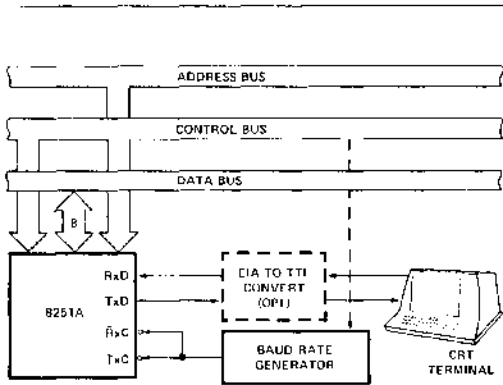 ADDRESS BUS
CONTROL BUS
DATA BUS
8
8251A
RxD
TxD
RxC
TxC
EIA TO TTL
CONVERT
(OPT)
BAUD RATE
GENERATOR
CRT
TERMINAL